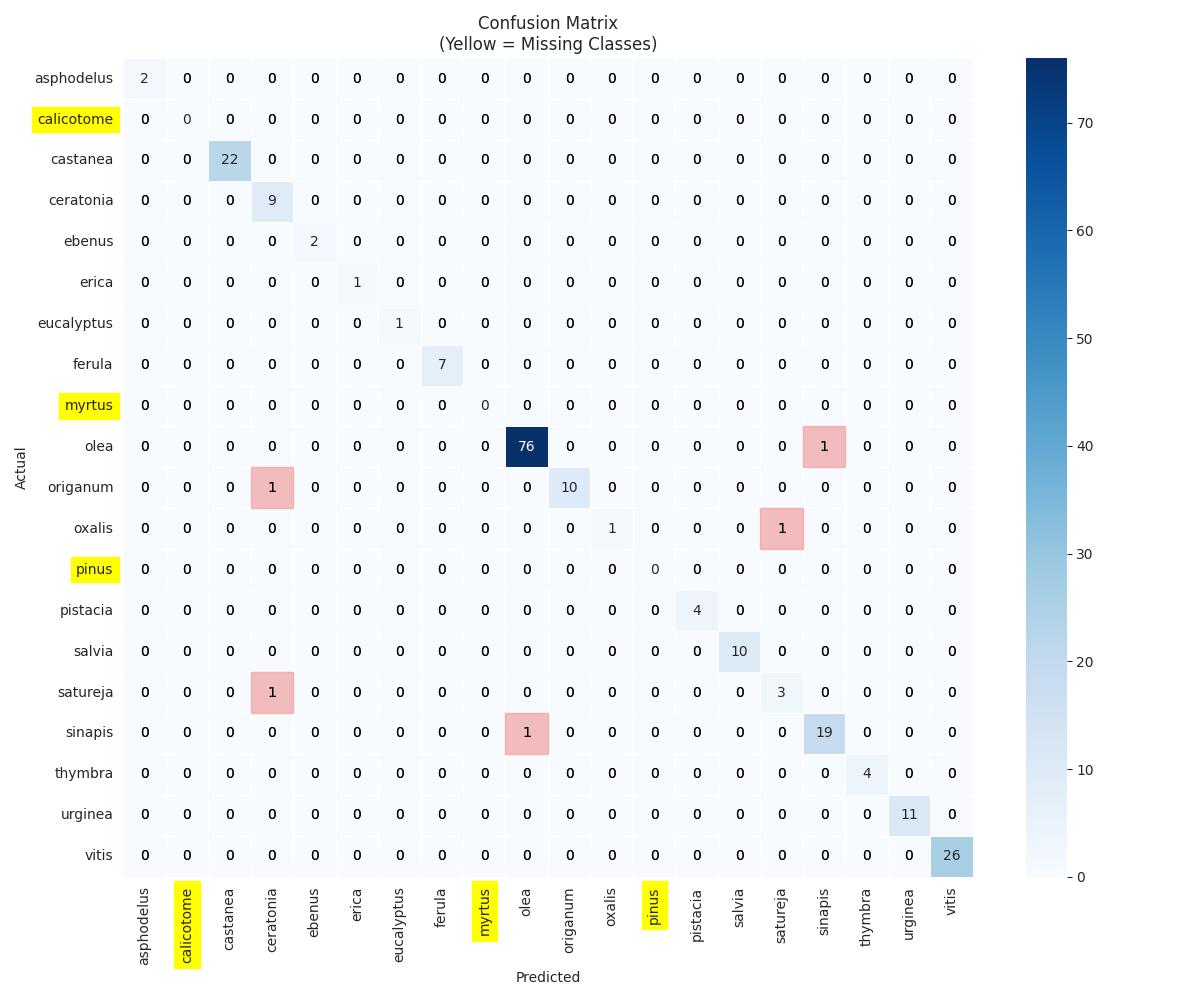 Confusion Matrix
(Yellow = Missing Classes)
Actual
asphodelus 2 0 0 0 0 0 0 0 0 0 0 0 0 0 0 0 0 0 0 0
calicotome 0 0 0 0 0 0 0 0 0 0 0 0 0 0 0 0 0 0 0 0
castanea 0 0 22 0 0 0 0 0 0 0 0 0 0 0 0 0 0 0 0 0
ceratonia 0 0 0 9 0 0 0 0 0 0 0 0 0 0 0 0 0 0 0 0
ebenus 0 0 0 0 2 0 0 0 0 0 0 0 0 0 0 0 0 0 0 0
erica 0 0 0 0 0 1 0 0 0 0 0 0 0 0 0 0 0 0 0 0
eucalyptus 0 0 0 0 0 0 1 0 0 0 0 0 0 0 0 0 0 0 0 0
ferula 0 0 0 0 0 0 0 7 0 0 0 0 0 0 0 0 0 0 0 0
myrtus 0 0 0 0 0 0 0 0 0 0 0 0 0 0 0 0 0 0 0 0
olea 0 0 0 0 0 0 0 0 0 76 0 0 0 0 0 0 1 0 0 0
origanum 0 0 0 1 0 0 0 0 0 0 10 0 0 0 0 0 0 0 0 0
oxalis 0 0 0 0 0 0 0 0 0 0 0 1 0 0 0 1 0 0 0 0
pinus 0 0 0 0 0 0 0 0 0 0 0 0 0 0 0 0 0 0 0 0
pistacia 0 0 0 0 0 0 0 0 0 0 0 0 0 4 0 0 0 0 0 0
salvia 0 0 0 0 0 0 0 0 0 0 0 0 0 0 10 0 0 0 0 0
satureja 0 0 0 1 0 0 0 0 0 0 0 0 0 0 0 3 0 0 0 0
sinapis 0 0 0 0 0 0 0 0 0 1 0 0 0 0 0 0 19 0 0 0
thymbra 0 0 0 0 0 0 0 0 0 0 0 0 0 0 0 0 0 4 0 0
urginea 0 0 0 0 0 0 0 0 0 0 0 0 0 0 0 0 0 0 11 0
vitis 0 0 0 0 0 0 0 0 0 0 0 0 0 0 0 0 0 0 0 26
asphodelus calicotome castanea ceratonia ebenus erica eucalyptus ferula myrtus olea origanum oxalis pinus pistacia salvia satureja sinapis thymbra urginea vitis
Predicted
70
60
50
40
30
20
10
0